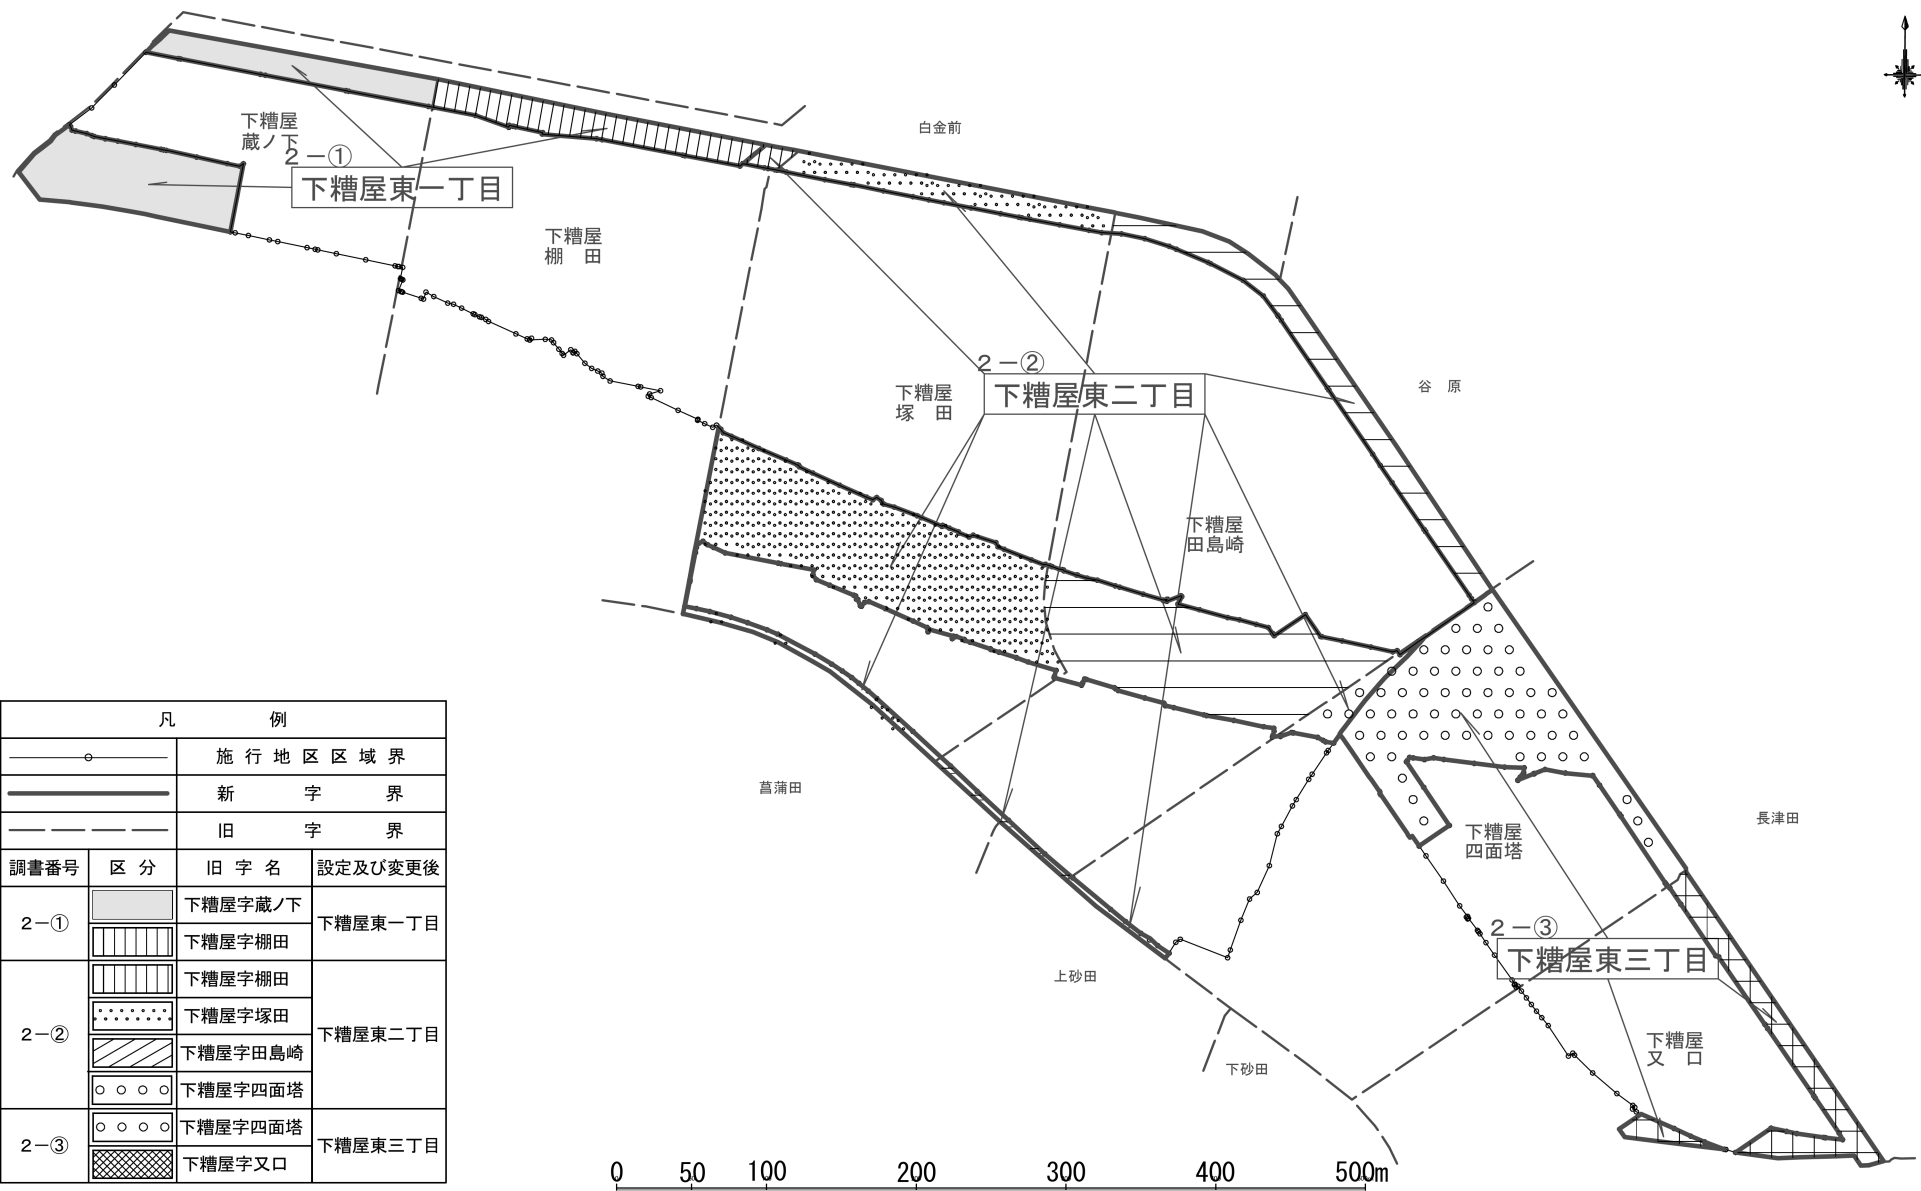 白金前
下糟屋
蔵ノ下
2－①
下糟屋東一丁目
下糟屋
棚　田
2－②
下糟屋東二丁目
下糟屋
塚　田
谷　原
下糟屋
田島崎
菖蒲田
下糟屋
四面塔
長津田
2－③
下糟屋東三丁目
上砂田
下砂田
下糟屋
又　口
凡　例
施行地区区域界
新　字　界
旧　字　界
調書番号 区　分 旧　字　名 設定及び変更後
2－① 下糟屋字蔵ノ下 下糟屋東一丁目
下糟屋字棚田
2－② 下糟屋字棚田 下糟屋東二丁目
下糟屋字塚田
下糟屋字田島崎
下糟屋字四面塔
2－③ 下糟屋字四面塔 下糟屋東三丁目
下糟屋字又口
0 50 100 200 300 400 500m